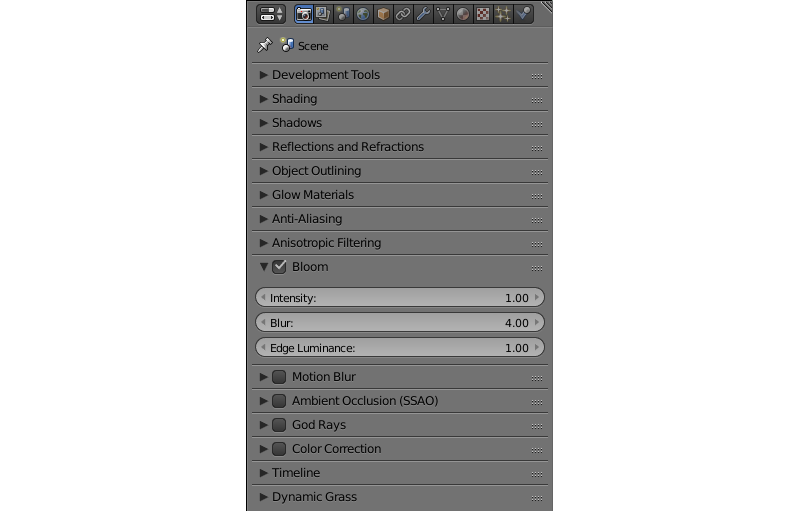 Scene
Development Tools
Shading
Shadows
Reflections and Refractions
Object Outlining
Glow Materials
Anti-Aliasing
Anisotropic Filtering
Bloom
Intensity: 1.00
Blur: 4.00
Edge Luminance: 1.00
Motion Blur
Ambient Occlusion (SSAO)
God Rays
Color Correction
Timeline
Dynamic Grass